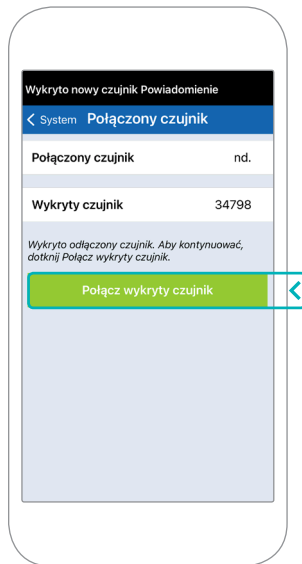 Wykryto nowy czujnik Powiadomienie
< System Połączony czujnik
Połączony czujnik nd.
Wykryty czujnik 34798
Wykryto odłączony czujnik. Aby kontynuować,
dotknij Połącz wykryty czujnik.
Połącz wykryty czujnik